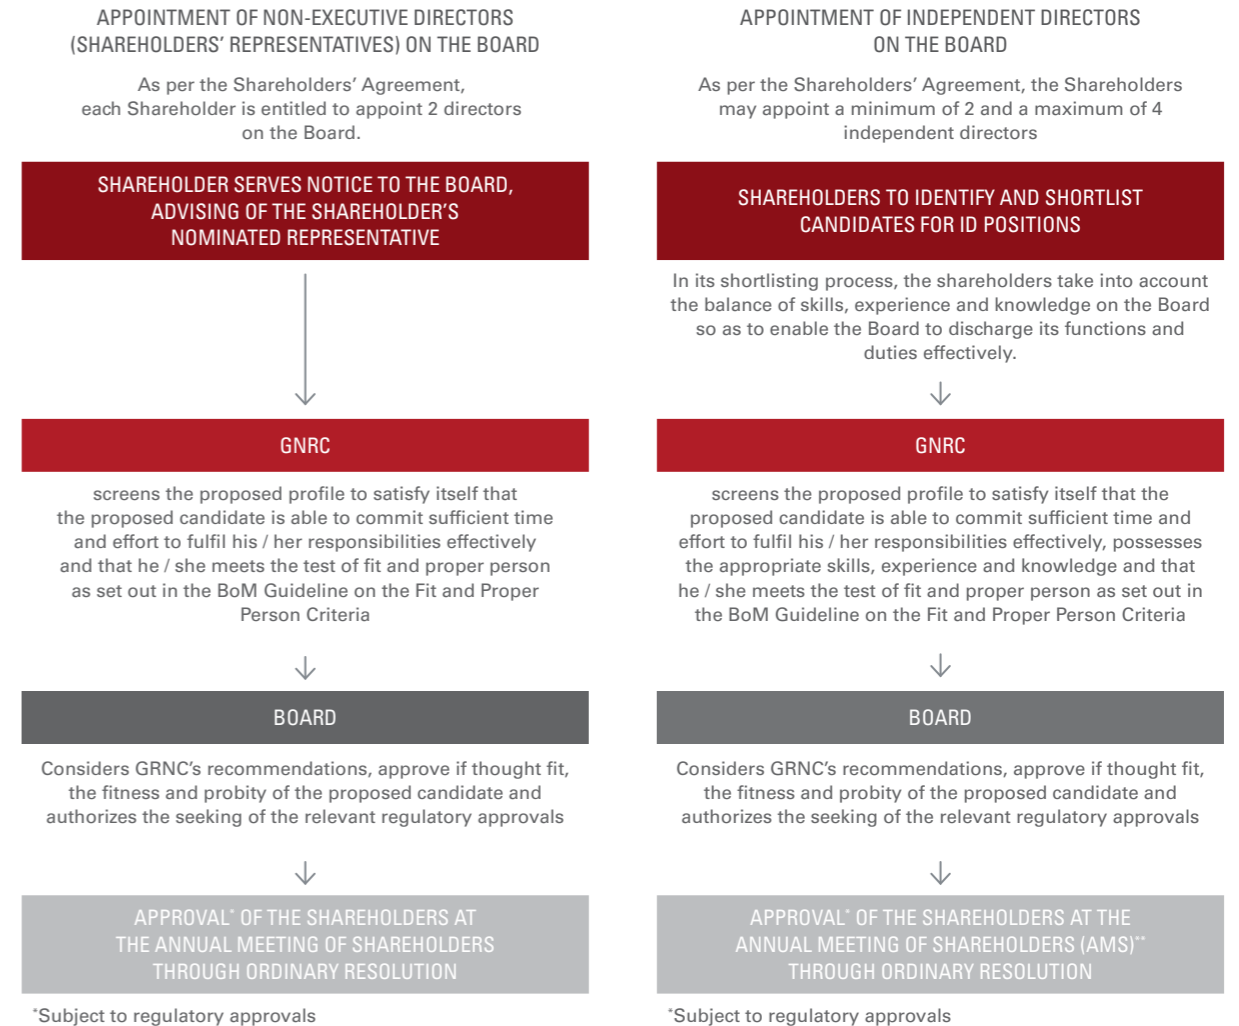 APPOINTMENT OF NON-EXECUTIVE DIRECTORS
(SHAREHOLDERS’ REPRESENTATIVES) ON THE BOARD
As per the Shareholders’ Agreement,
each Shareholder is entitled to appoint 2 directors
on the Board.
SHAREHOLDER SERVES NOTICE TO THE BOARD,
ADVISING OF THE SHAREHOLDER’S
NOMINATED REPRESENTATIVE
GNRC
screens the proposed profile to satisfy itself that
the proposed candidate is able to commit sufficient time
and effort to fulfil his / her responsibilities effectively
and that he / she meets the test of fit and proper person
as set out in the BoM Guideline on the Fit and Proper
Person Criteria
BOARD
Considers GRNC’s recommendations, approve if thought fit,
the fitness and probity of the proposed candidate and
authorizes the seeking of the relevant regulatory approvals
APPROVAL* OF THE SHAREHOLDERS AT
THE ANNUAL MEETING OF SHAREHOLDERS
THROUGH ORDINARY RESOLUTION
*Subject to regulatory approvals
APPOINTMENT OF INDEPENDENT DIRECTORS
ON THE BOARD
As per the Shareholders’ Agreement, the Shareholders
may appoint a minimum of 2 and a maximum of 4
independent directors
SHAREHOLDERS TO IDENTIFY AND SHORTLIST
CANDIDATES FOR ID POSITIONS
In its shortlisting process, the shareholders take into account
the balance of skills, experience and knowledge on the Board
so as to enable the Board to discharge its functions and
duties effectively.
GNRC
screens the proposed profile to satisfy itself that the
proposed candidate is able to commit sufficient time and
effort to fulfil his / her responsibilities effectively, possesses
the appropriate skills, experience and knowledge and that
he / she meets the test of fit and proper person as set out in
the BoM Guideline on the Fit and Proper Person Criteria
BOARD
Considers GRNC’s recommendations, approve if thought fit,
the fitness and probity of the proposed candidate and
authorizes the seeking of the relevant regulatory approvals
APPROVAL* OF THE SHAREHOLDERS AT THE
ANNUAL MEETING OF SHAREHOLDERS (AMS)**
THROUGH ORDINARY RESOLUTION
*Subject to regulatory approvals